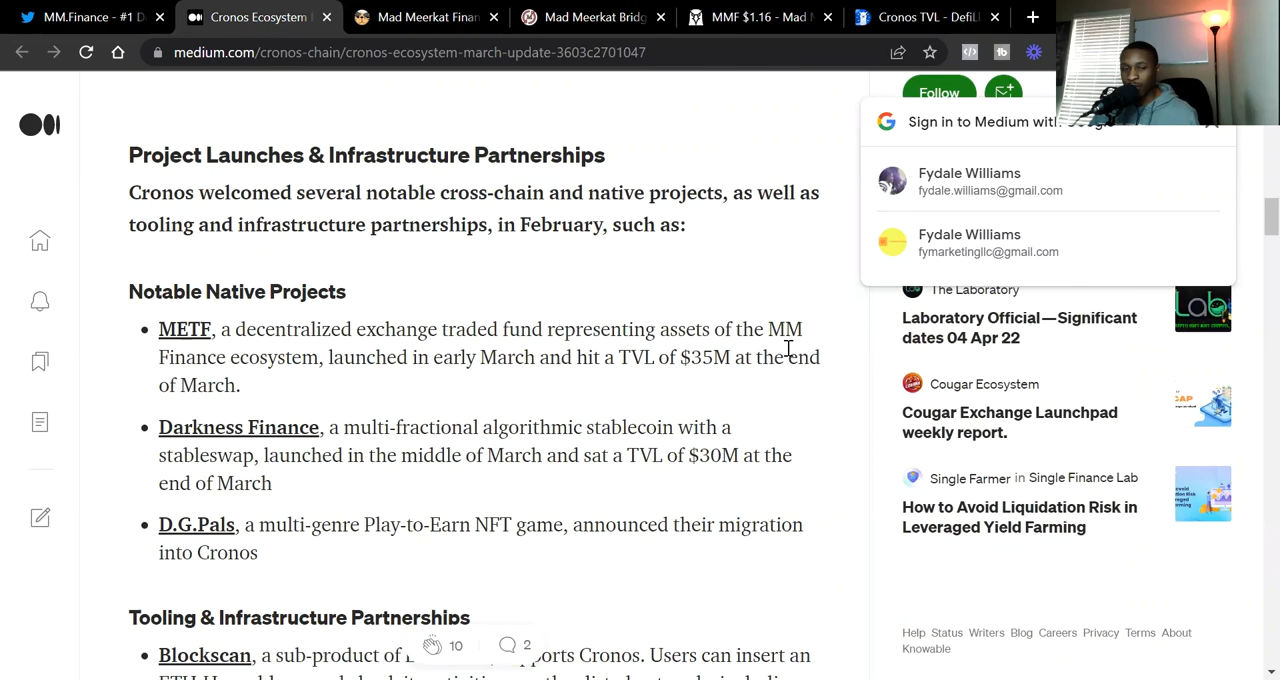 MM.Finance - #1 D
Cronos Ecosystem
Mad Meerkat Finan
Mad Meerkat Bridg
MMF $1.16 - Mad
Cronos TVL - DefiLl
medium.com/cronos-chain/cronos-ecosystem-march-update-3603c2701047
Follow
Sign in to Medium with Google
Fydale Williams
fydale.williams@gmail.com
Fydale Williams
fymarketingllc@gmail.com
Project Launches & Infrastructure Partnerships
Cronos welcomed several notable cross-chain and native projects, as well as
tooling and infrastructure partnerships, in February, such as:
Notable Native Projects
• METF, a decentralized exchange traded fund representing assets of the MM
Finance ecosystem, launched in early March and hit a TVL of $35M at the end
of March.
• Darkness Finance, a multi-fractional algorithmic stablecoin with a
stableswap, launched in the middle of March and sat a TVL of $30M at the
end of March
• D.G.Pals, a multi-genre Play-to-Earn NFT game, announced their migration
into Cronos
Tooling & Infrastructure Partnerships
• Blockscan, a sub-product of supports Cronos. Users can insert an
10
2
The Laboratory
Laboratory Official—Significant
dates 04 Apr 22
Lab
Cougar Ecosystem
Cougar Exchange Launchpad
weekly report.
Single Farmer in Single Finance Lab
How to Avoid Liquidation Risk in
Leveraged Yield Farming
Help Status Writers Blog Careers Privacy Terms About
Knowable